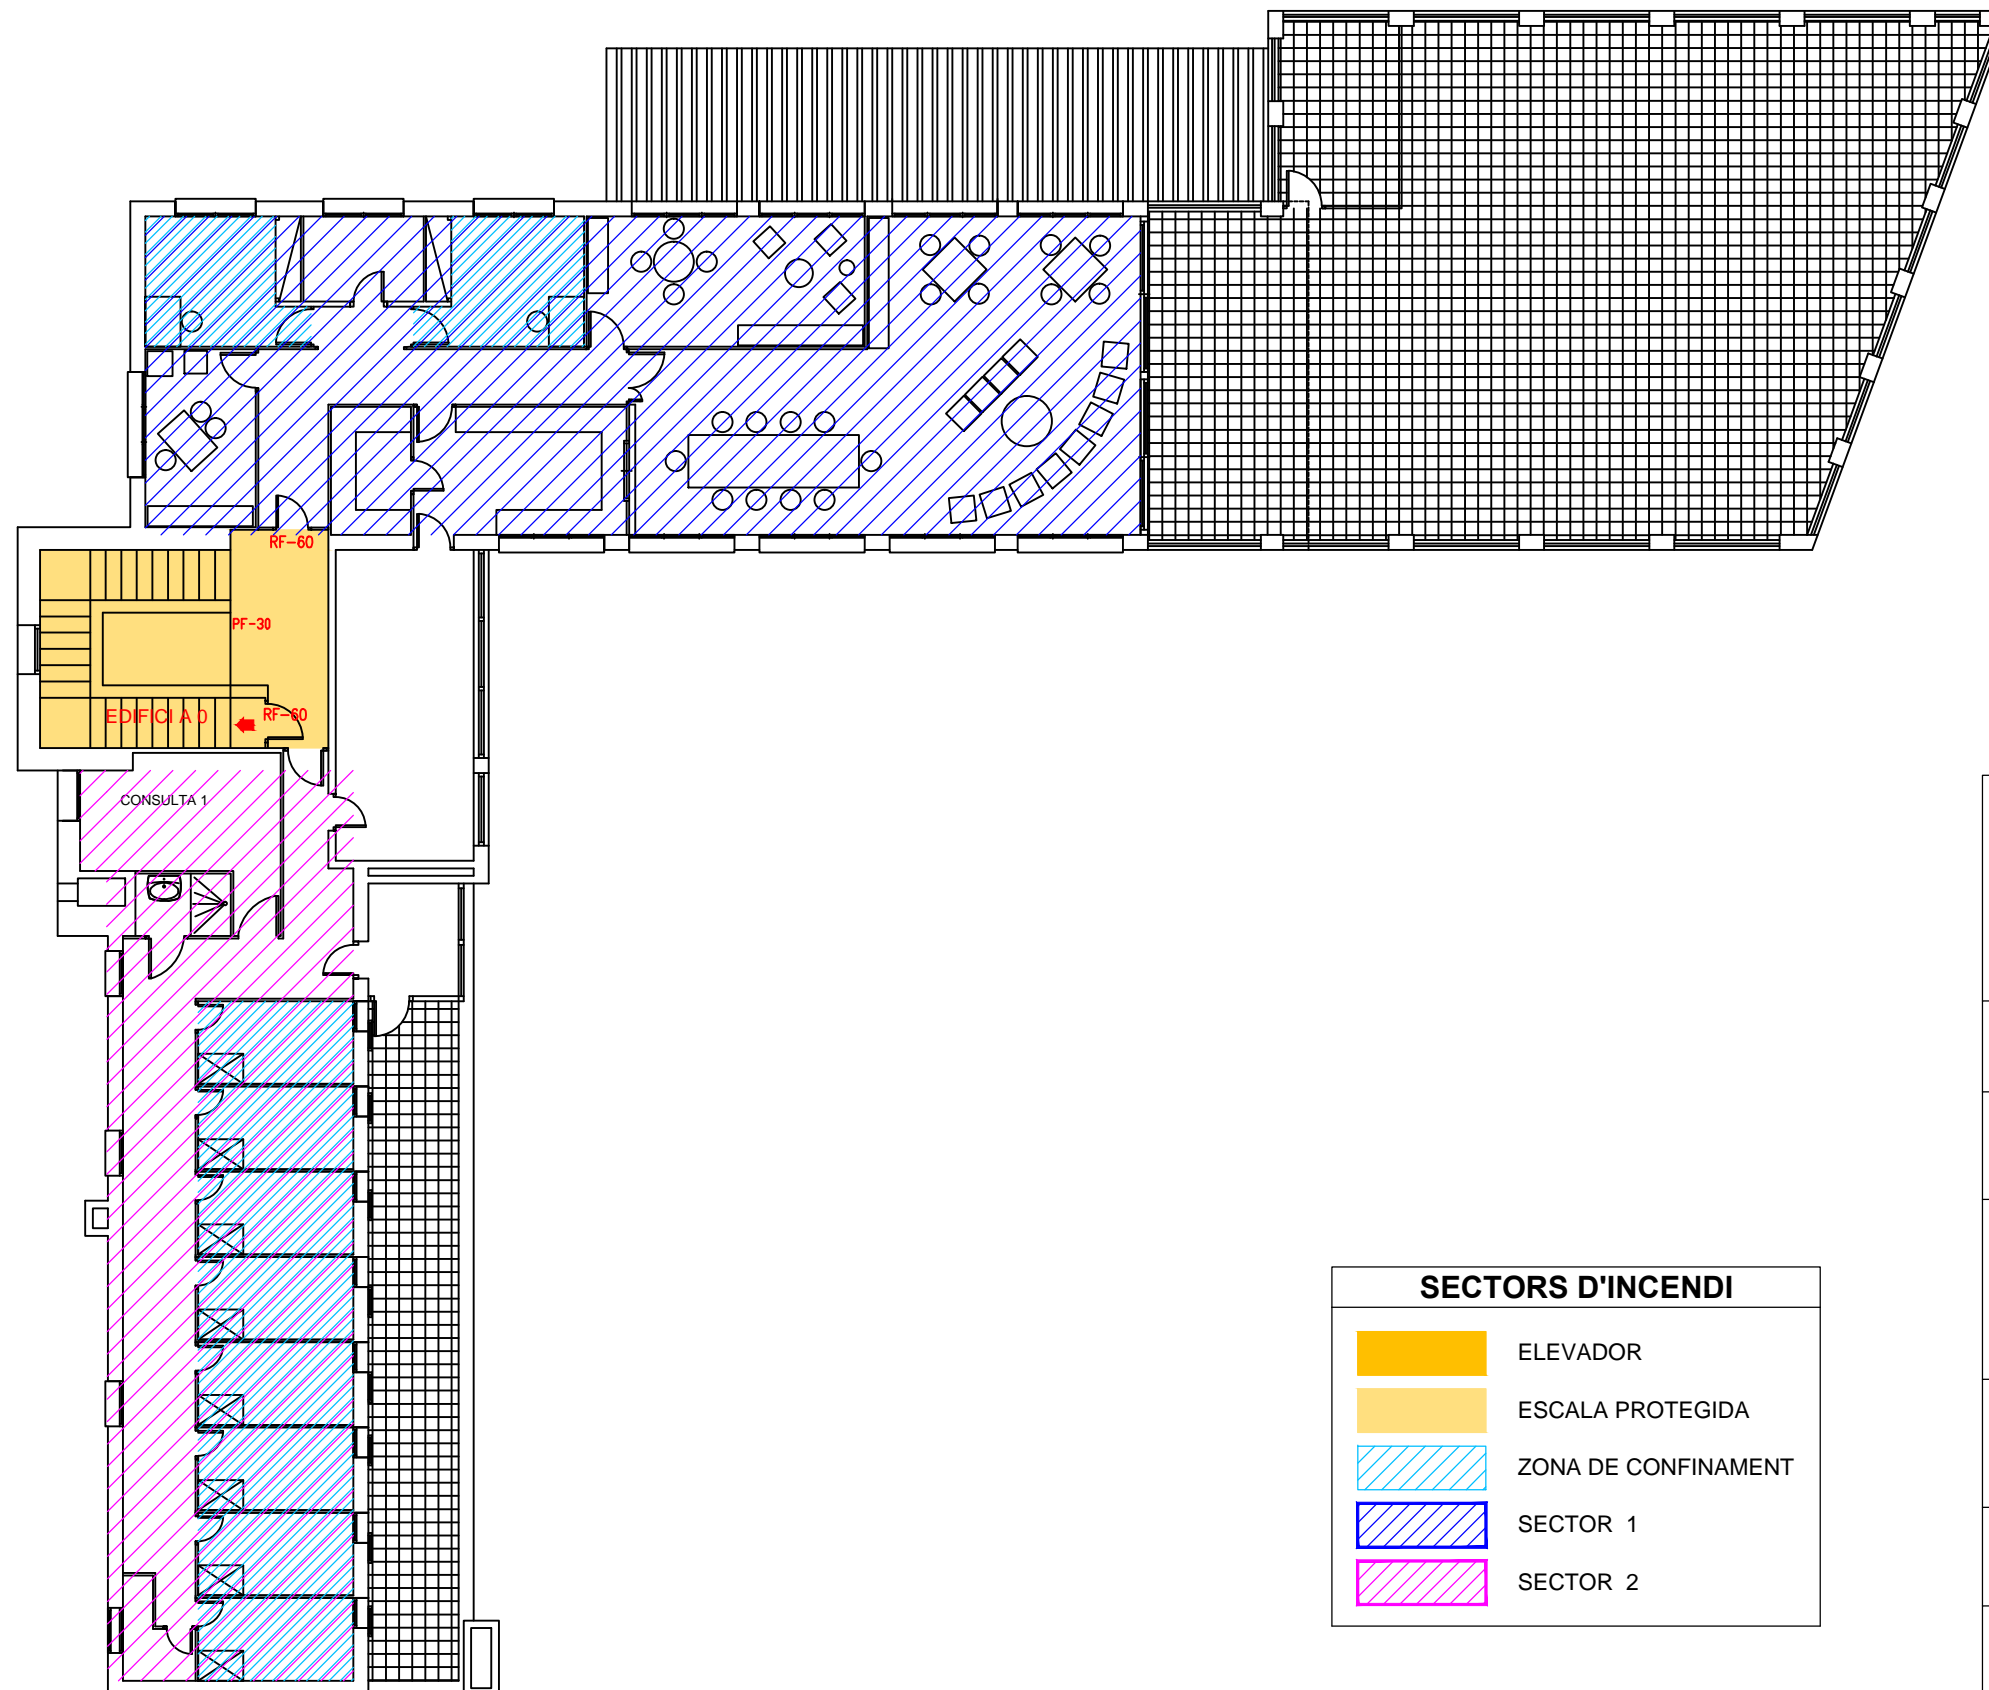 RF-60
PF-30
EDIFICI A 0
RF-60
CONSULTA 1
SECTORS D'INCENDI
ELEVADOR
ESCALA PROTEGIDA
ZONA DE CONFINAMENT
SECTOR 1
SECTOR 2